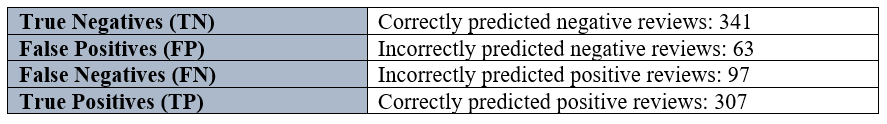 True Negatives (TN) Correctly predicted negative reviews: 341
False Positives (FP) Incorrectly predicted negative reviews: 63
False Negatives (FN) Incorrectly predicted positive reviews: 97
True Positives (TP) Correctly predicted positive reviews: 307